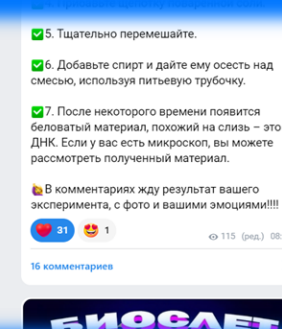 ✅5. Тщательно перемешайте.
✅6. Добавьте спирт и дайте ему осесть над
смесью, используя питьевую трубочку.
✅7. После некоторого времени появится
беловатый материал, похожий на слизь – это
ДНК. Если у вас есть микроскоп, вы можете
рассмотреть полученный материал.
🙋В комментариях жду результат вашего
эксперимента, с фото и вашими эмоциями!!!!
❤️ 31 😍 1
115 (ред.) 08:
16 комментариев
БИОСЛЁТ